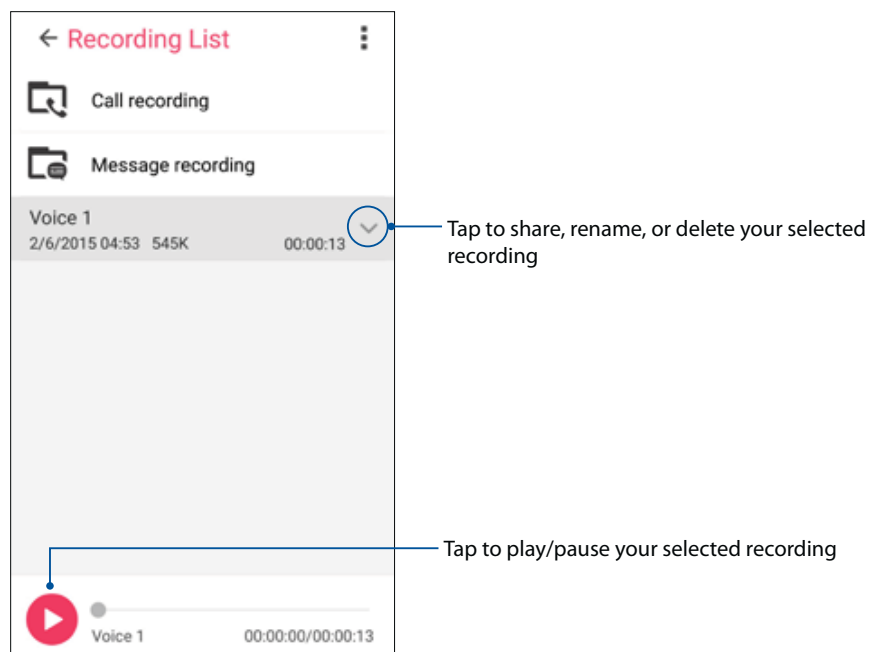 Recording List
Call recording
Message recording
Voice 1
2/6/2015 04:53 545K 00:00:13
Tap to share, rename, or delete your selected
recording
Tap to play/pause your selected recording
Voice 1 00:00:00/00:00:13